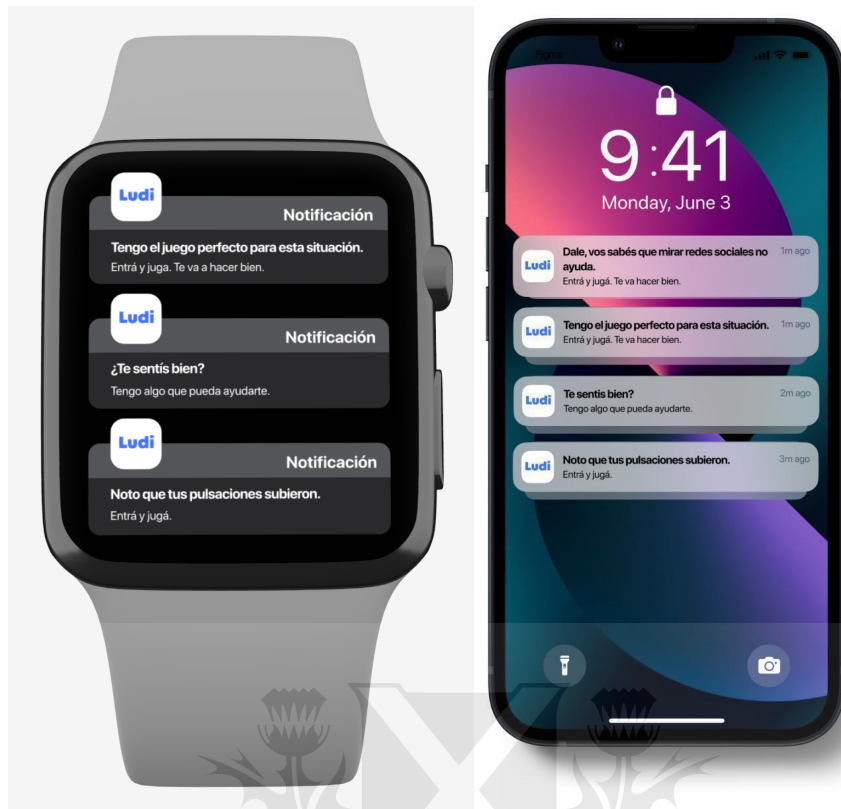 Ludi
Notificación
Tengo el juego perfecto para esta situación.
Entrá y juga. Te va a hacer bien.
Ludi
Notificación
¿Te sentís bien?
Tengo algo que pueda ayudarte.
Ludi
Notificación
Noto que tus pulsaciones subieron.
Entrá y jugá.
Figma
9:41
Monday, June 3
Ludi
Dale, vos sabés que mirar redes sociales no
1m ago
ayuda.
Entrá y jugá. Te va hacer bien.
Ludi
Tengo el juego perfecto para esta situación.
1m ago
Entrá y jugá. Te va hacer bien.
Ludi
Te sentis bien?
2m ago
Tengo algo que pueda ayudarte.
Ludi
Noto que tus pulsaciones subieron.
3m ago
Entrá y jugá.